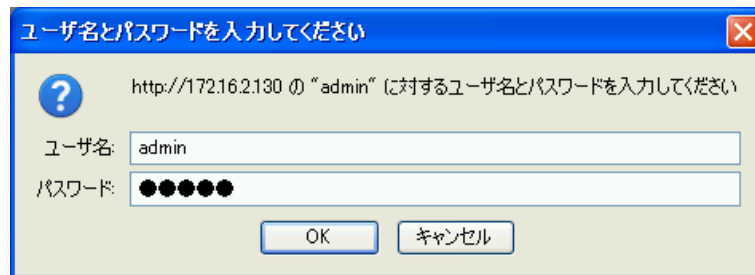 ユーザ名とパスワードを入力してください
http://172.16.2.130 の "admin" に対するユーザ名とパスワードを入力してください
ユーザ名: admin
パスワード: ●●●●●
OK キャンセル